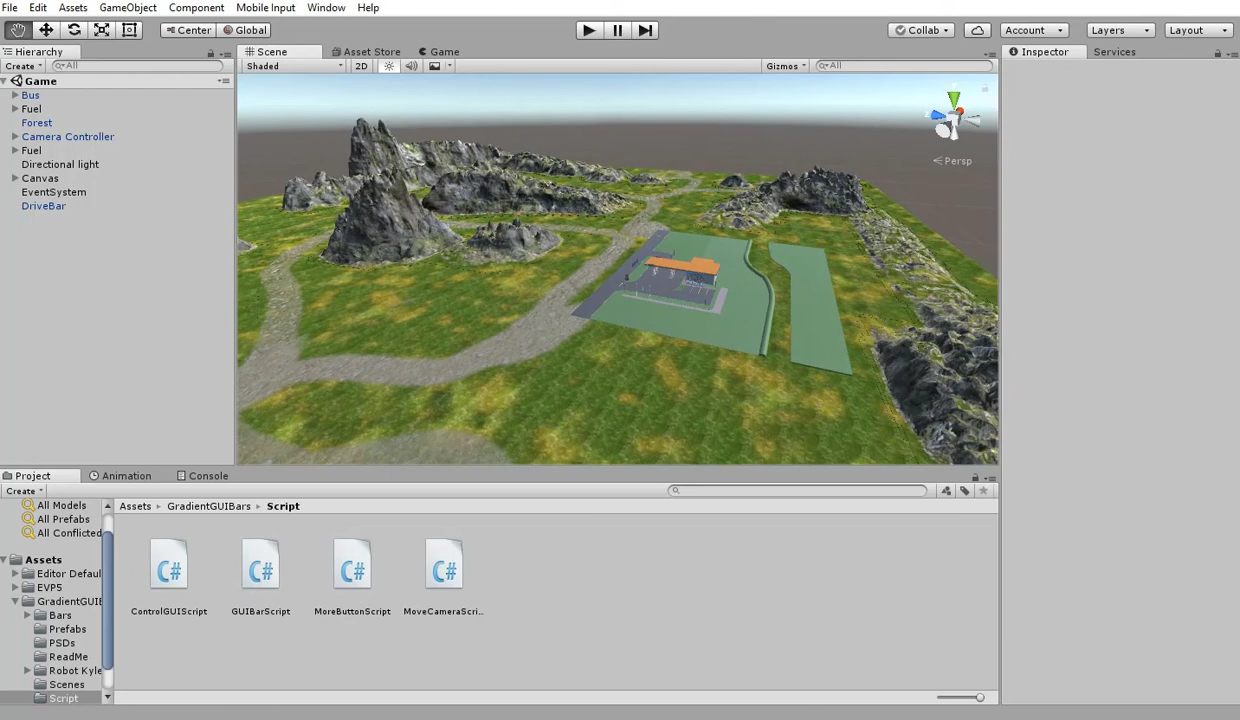 File Edit Assets GameObject Component Mobile Input Window Help
Center Global Collab Account Layers Layout
Hierarchy Scene Asset Store Game Inspector Services
Create All Shaded 2D Gizmos All
Game
Bus
Fuel
Forest
Camera Controller
Fuel
Directional light
Canvas
EventSystem
DriveBar
Persp
Project Animation Console
Create
All Models
All Prefabs
All Conflicted
Assets
Editor Defaul
EVP5
GradientGUIB
Bars
Prefabs
PSDs
ReadMe
Robot Kyle
Scenes
Script
Assets GradientGUIBars Script
C# C# C# C#
ControlGUIScript GUIBarScript MoreButtonScript MoveCameraScri...